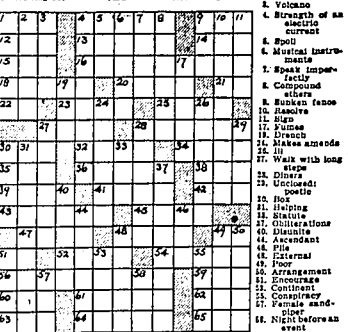 1 2 3 4 5 6 7 8 9 10 11
12 13 14
15 16 17
18 19 20 21
22 23 24 25 26
27 28 29
30 31 32 33 34
35 36 37 38
39 40 41 42
43 44 45 46
47 48 49 50
51 52 53 54 55
56 57 58 59
60 61 62
63 64 65
3. Volcano
4. Strength of an
electric
current
5. Spoil
6. Musical instru-
ments
7. Speak imper-
fectly
8. Compound
ethers
9. Sunken fence
10. Resolve
11. Sign
17. Fumes
19. Drench
24. Makes amends
26. Ill
27. Walk with long
steps
28. Diners
29. Unclosed:
poetic
30. Box
31. Helping
33. Statute
37. Obliterations
40. Disunite
44. Ascendant
46. Pile
48. External
49. Poor
50. Arrangement
51. Encourage
53. Content
55. Conspiracy
57. Female sand-
piper
58. Night before an
event